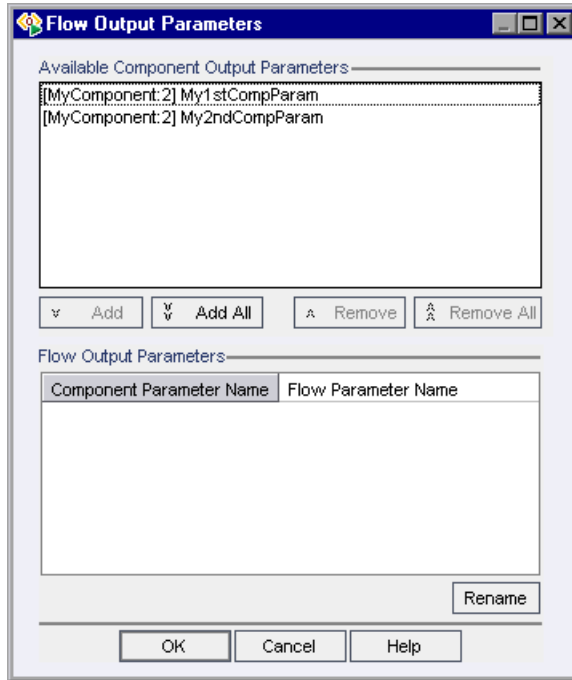 Flow Output Parameters
Available Component Output Parameters
[MyComponent:2] My1stCompParam
[MyComponent:2] My2ndCompParam
Add Add All Remove Remove All
Flow Output Parameters
Component Parameter Name Flow Parameter Name
Rename
OK Cancel Help